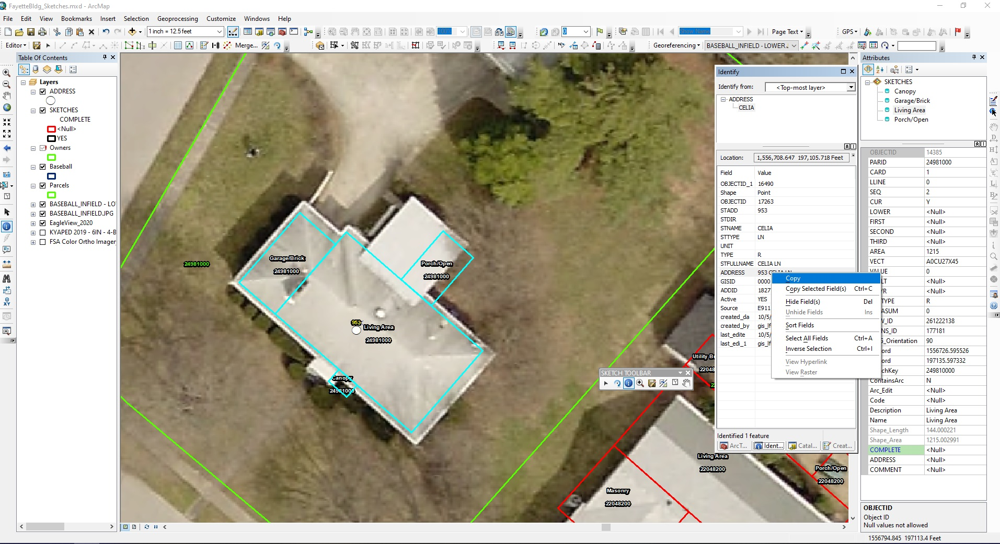 FayetteBldg_Sketches.mxd - ArcMap
File Edit View Bookmarks Insert Selection Geoprocessing Customize Windows Help
1 inch = 12.5 feet
100%
0
Show Name
Page Text
GPS
Editor
Merge...
Georeferencing
BASEBALL_INFIELD - LOWER.J
Table Of Contents
Layers
ADDRESS
SKETCHES
COMPLETE
<Null>
YES
Owners
Baseball
Parcels
BASEBALL_INFIELD - LO
BASEBALL_INFIELD.JPG
EagleView_2020
KYAPED 2019 - 6IN - 4-B
FSA Color Ortho Imager
24981000
Garage/Brick
24981000
Porch/Open
24981000
953
Living Area
24981000
Canopy
24981000
Utility B
22048
Living Area
22048200
Porch/Open
22048200
Masonry
22048200
SKETCH TOOLBAR
Identify
Identify from: <Top-most layer>
ADDRESS
CELIA
Location: 1,556,708.647 197,105.718 Feet
Field Value
OBJECTID_1 16490
Shape Point
OBJECTID 17263
STADD 953
STDIR
STNAME CELIA
STTYPE LN
UNIT
TYPE R
STFULLNAME CELIA LN
ADDRESS 953 CELIA LN
GISID 0000
ADDID 1827
Active YES
Source E911
created_da 10/5/
created_by gis_lf
last_edite 10/5/
last_edi_1 gis_lf
Identified 1 feature
ArcT... Ident... Catal... Creat...
Copy
Copy Selected Field(s) Ctrl+C
Hide Field(s) Del
Unhide Fields Ins
Sort Fields
Select All Fields Ctrl+A
Inverse Selection Ctrl+I
View Hyperlink
View Raster
Attributes
SKETCHES
Canopy
Garage/Brick
Living Area
Porch/Open
OBJECTID 14385
PARID 24981000
CARD 1
LLINE 0
SEQ 2
CUR Y
LOWER <Null>
FIRST <Null>
SECOND <Null>
THIRD <Null>
AREA 1215
VECT A0CU27X45
VALUE 0
LT <Null>
R <Null>
TYPE R
ASUM 0
W_ID 261222138
NS_ID 177181
G_Orientation 90
ord 1556726.595526
ord 197135.597332
chKey 249810000
ContainsArc N
Arc_Edit <Null>
Code <Null>
Description Living Area
Name Living Area
Shape_Length 144.000221
Shape_Area 1215.002991
COMPLETE <Null>
ADDRESS <Null>
COMMENT <Null>
OBJECTID
Object ID
Null values not allowed
1556794.845 197113.4 Feet